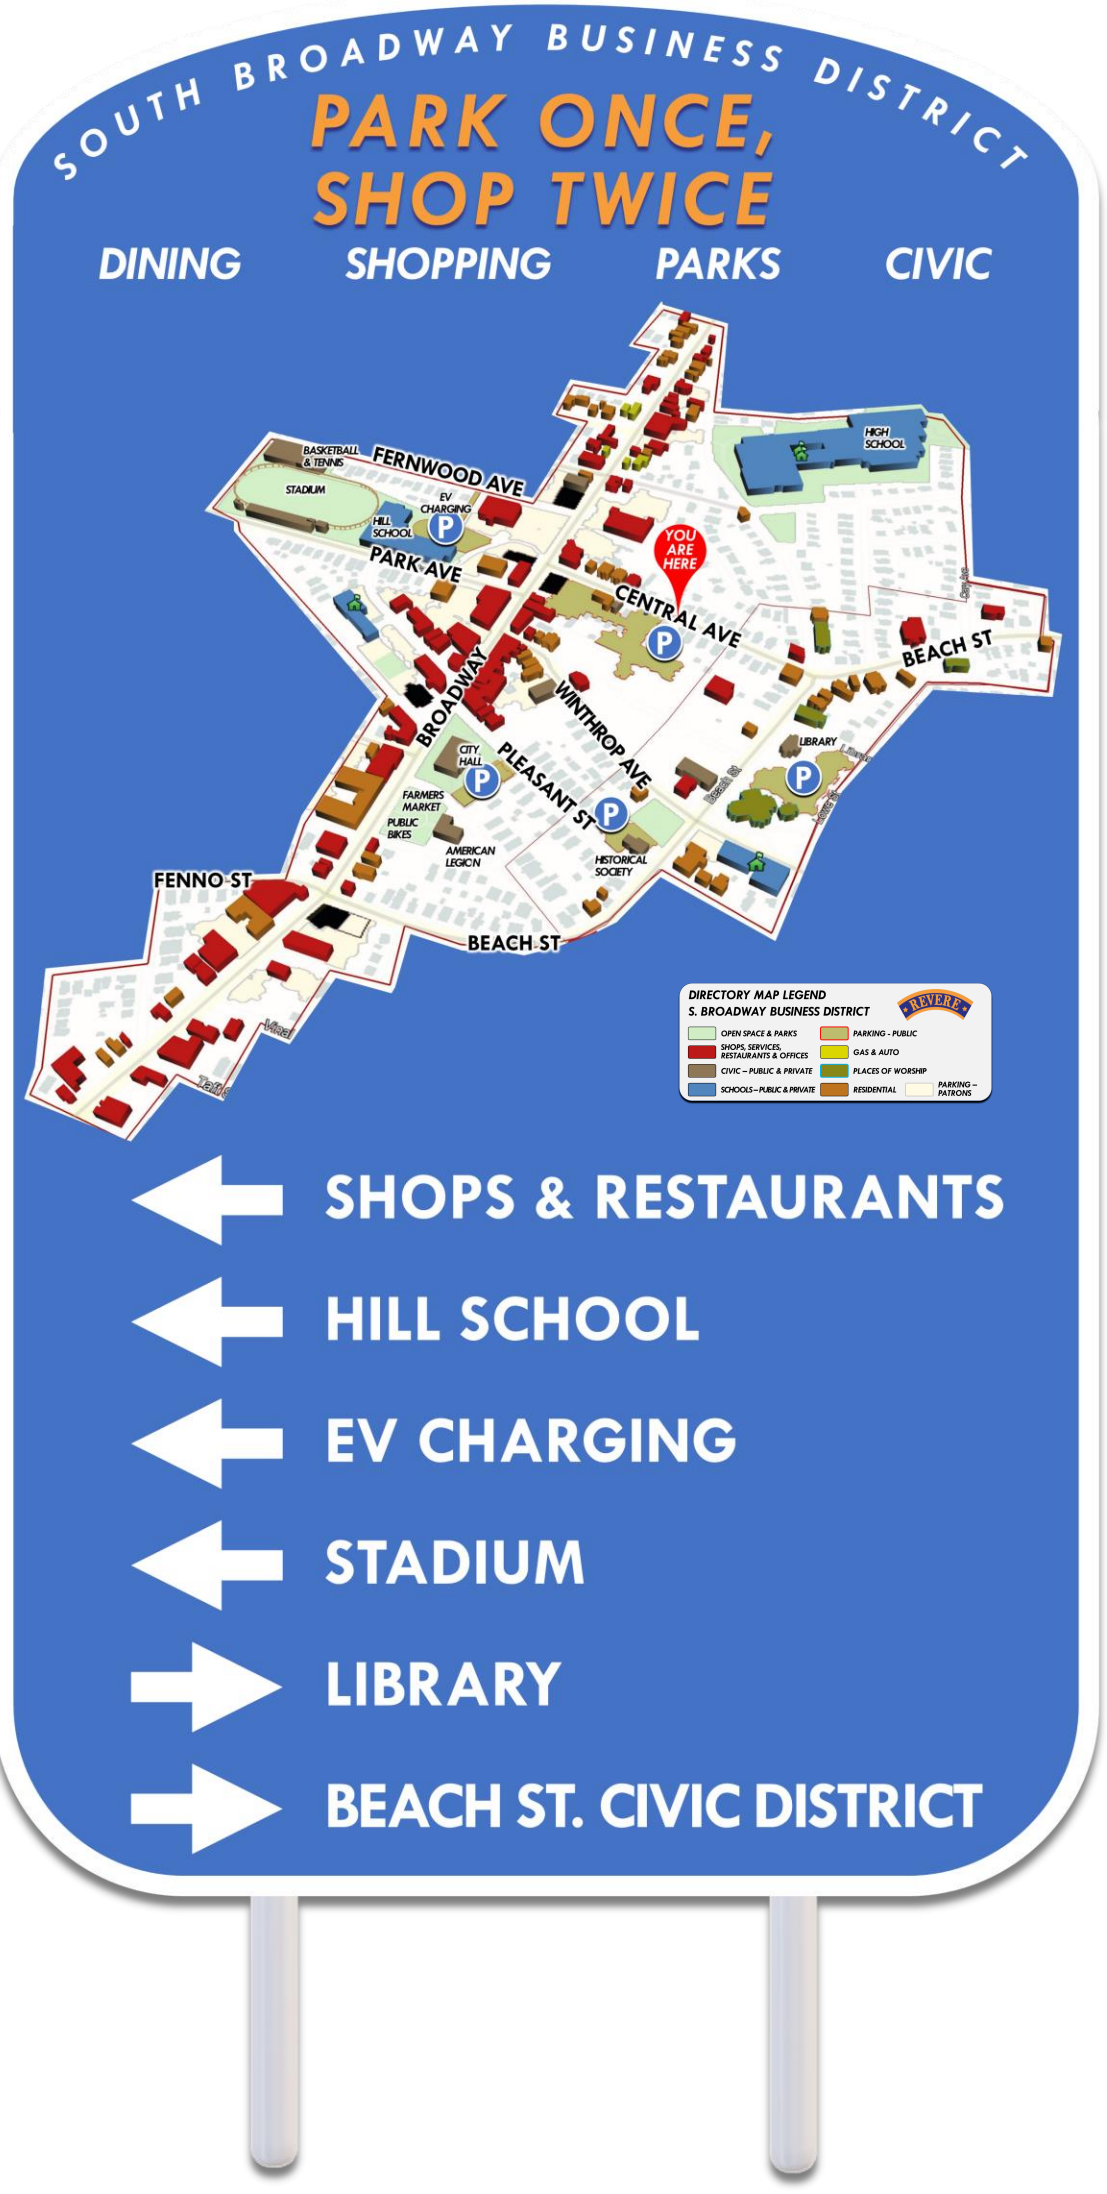 SOUTH BROADWAY BUSINESS DISTRICT
PARK ONCE,
SHOP TWICE
DINING SHOPPING PARKS CIVIC
BASKETBALL
& TENNIS
FERNWOOD AVE
STADIUM
EV
CHARGING
P
HILL
SCHOOL
PARK AVE
HIGH
SCHOOL
YOU
ARE
HERE
CENTRAL AVE
P
BEACH ST
BROADWAY
WINTHROP AVE
CITY
HALL
P
PLEASANT ST
FARMERS
MARKET
PUBLIC
BIKES
AMERICAN
LEGION
P
HISTORICAL
SOCIETY
LIBRARY
P
Beach St
FENNO ST
BEACH ST
Vinal
DIRECTORY MAP LEGEND
S. BROADWAY BUSINESS DISTRICT
REVERE
OPEN SPACE & PARKS
PARKING - PUBLIC
SHOPS, SERVICES,
RESTAURANTS & OFFICES
GAS & AUTO
CIVIC – PUBLIC & PRIVATE
PLACES OF WORSHIP
SCHOOLS – PUBLIC & PRIVATE
RESIDENTIAL
PARKING –
PATRONS
SHOPS & RESTAURANTS
HILL SCHOOL
EV CHARGING
STADIUM
LIBRARY
BEACH ST. CIVIC DISTRICT